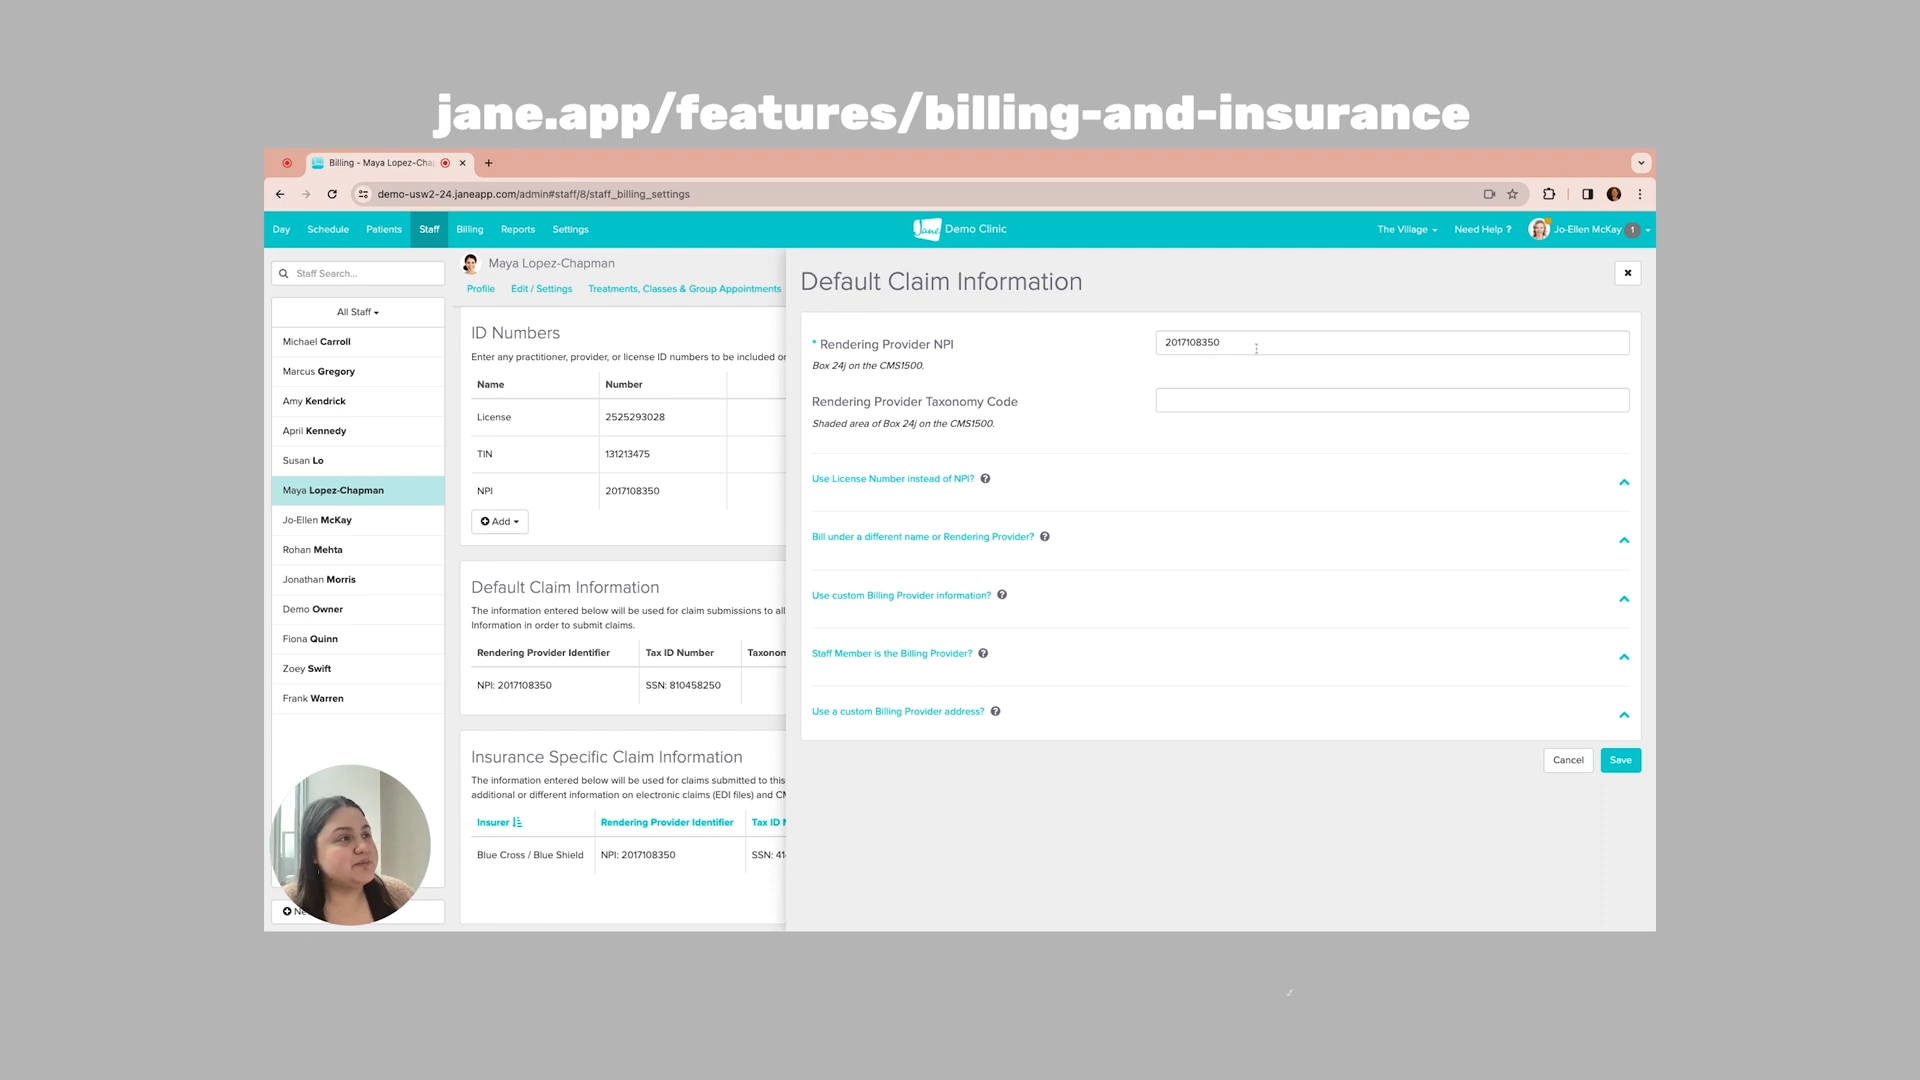 jane.app/features/billing-and-insurance
Billing - Maya Lopez-Cha
demo-usw2-24.janeapp.com/admin#staff/8/staff_billing_settings
Day Schedule Patients Staff Billing Reports Settings
jane Demo Clinic
The Village Need Help ? Jo-Ellen McKay 1
Staff Search...
All Staff
Michael Carroll
Marcus Gregory
Amy Kendrick
April Kennedy
Susan Lo
Maya Lopez-Chapman
Jo-Ellen McKay
Rohan Mehta
Jonathan Morris
Demo Owner
Fiona Quinn
Zoey Swift
Frank Warren
Maya Lopez-Chapman
Profile Edit / Settings Treatments, Classes & Group Appointments
ID Numbers
Enter any practitioner, provider, or license ID numbers to be included
Name Number
License 2525293028
TIN 131213475
NPI 2017108350
Add
Default Claim Information
The information entered below will be used for claim submissions to all
Information in order to submit claims.
Rendering Provider Identifier Tax ID Number
NPI: 2017108350 SSN: 810458250
Insurance Specific Claim Information
The information entered below will be used for claims submitted to this
additional or different information on electronic claims (EDI files) and
Insurer Rendering Provider Identifier Tax ID
Blue Cross / Blue Shield NPI: 2017108350 SSN: 41
Default Claim Information
* Rendering Provider NPI 2017108350
Box 24j on the CMS1500.
Rendering Provider Taxonomy Code
Shaded area of Box 24j on the CMS1500.
Use License Number instead of NPI? ?
Bill under a different name or Rendering Provider? ?
Use custom Billing Provider information? ?
Staff Member is the Billing Provider? ?
Use a custom Billing Provider address? ?
Cancel Save